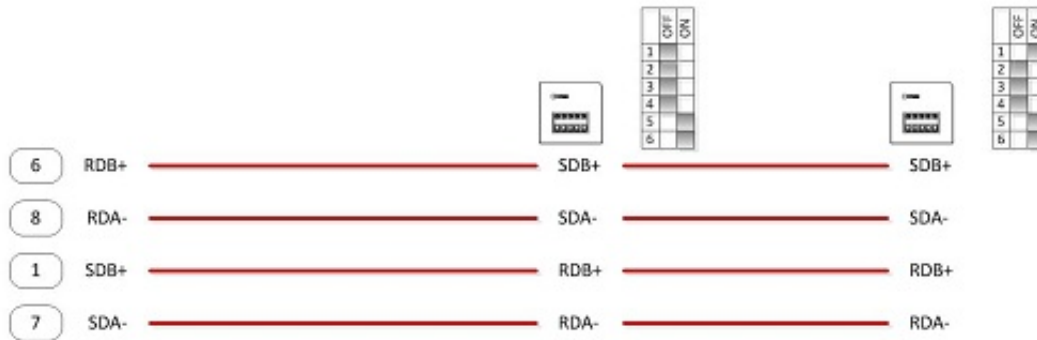 OFF ON
1
2
3
4
5
6
OFF ON
1
2
3
4
5
6
6 RDB+ SDB+ SDB+
8 RDA- SDA- SDA-
1 SDB+ RDB+ RDB+
7 SDA- RDA- RDA-